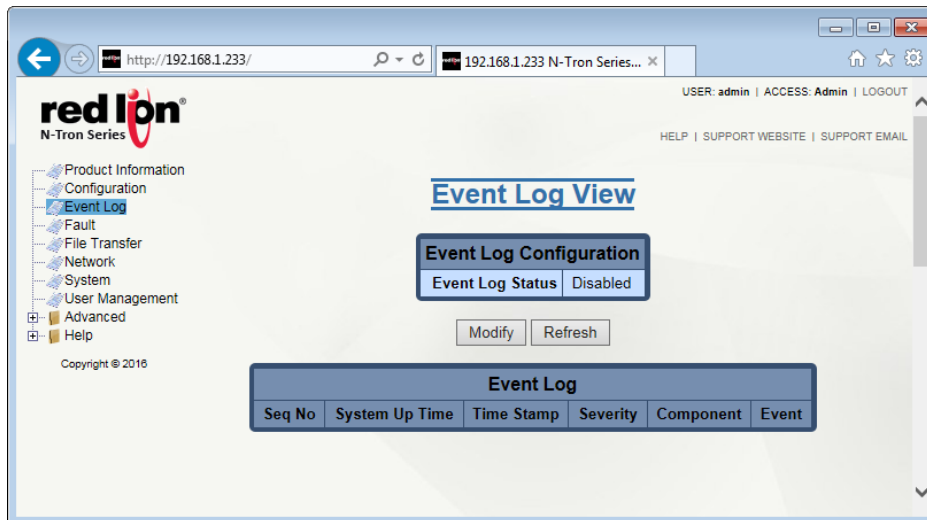 http://192.168.1.233/
192.168.1.233 N-Tron Series...
USER: admin | ACCESS: Admin | LOGOUT
red lion®
N-Tron Series
HELP | SUPPORT WEBSITE | SUPPORT EMAIL
Product Information
Configuration
Event Log
Fault
File Transfer
Network
System
User Management
Advanced
Help
Copyright © 2016
Event Log View
Event Log Configuration
Event Log Status Disabled
Modify Refresh
Event Log
Seq No System Up Time Time Stamp Severity Component Event